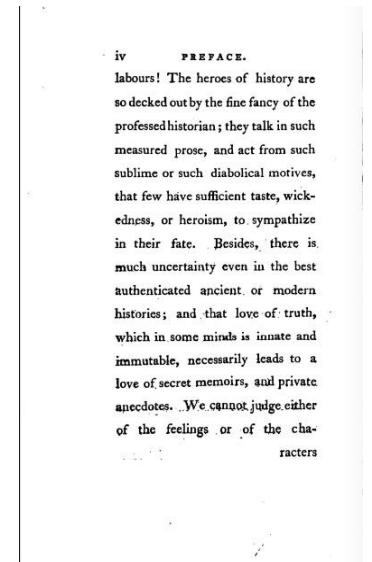 iv PREFACE.
labours! The heroes of history are
so decked out by the fine fancy of the
professed historian; they talk in such
measured prose, and act from such
sublime or such diabolical motives,
that few have sufficient taste, wick-
edness, or heroism, to sympathize
in their fate. Besides, there is
much uncertainty even in the best
authenticated ancient or modern
histories; and that love of truth,
which in some minds is innate and
immutable, necessarily leads to a
love of secret memoirs, and private
anecdotes. We cannot judge either
of the feelings or of the cha-
racters